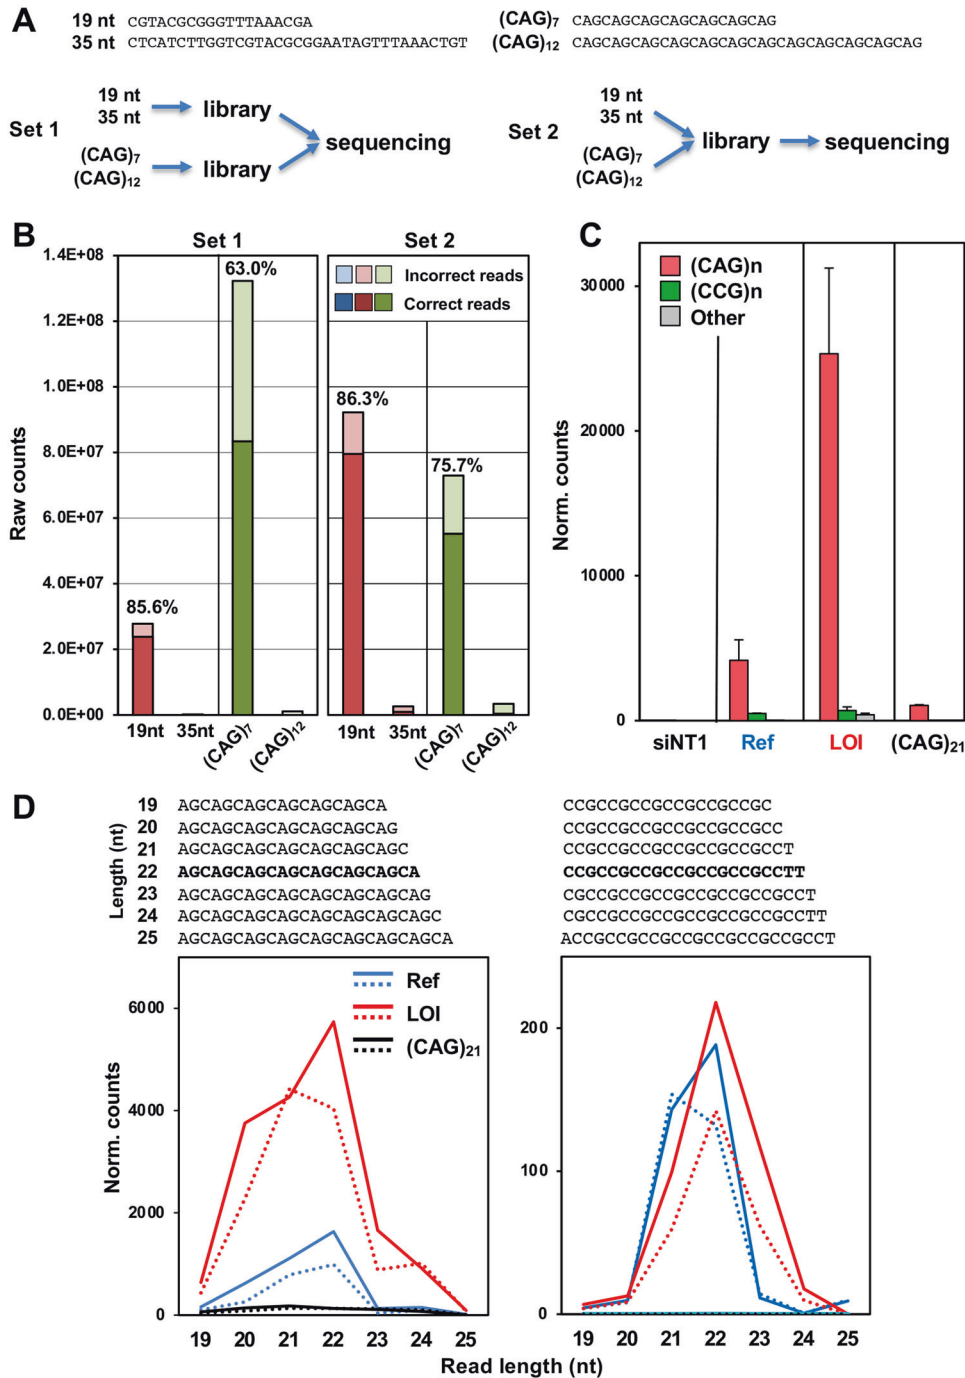 A
19 nt CGTACGCGGGTTTAAACGA
35 nt CTCATCTTGGTCGTACGCGGAATAGTTTAAACTGT
(CAG)7 CAGCAGCAGCAGCAGCAGCAG
(CAG)12 CAGCAGCAGCAGCAGCAGCAGCAGCAGCAGCAGCAG
Set 1
19 nt
35 nt
library
(CAG)7
(CAG)12
library
sequencing
Set 2
19 nt
35 nt
(CAG)7
(CAG)12
library
sequencing
B
Set 1
Set 2
Raw counts
1.4E+08
1.2E+08
1.0E+08
8.0E+07
6.0E+07
4.0E+07
2.0E+07
0.0E+00
85.6%
63.0%
86.3%
75.7%
Incorrect reads
Correct reads
19nt 35nt (CAG)7 (CAG)12
19nt 35nt (CAG)7 (CAG)12
C
Norm. counts
30000
20000
10000
0
(CAG)n
(CCG)n
Other
siNT1 Ref LOI (CAG)21
D
Length (nt)
19 AGCAGCAGCAGCAGCAGCA CCGCCGCCGCCGCCGCCGC
20 AGCAGCAGCAGCAGCAGCAG CCGCCGCCGCCGCCGCCGCC
21 AGCAGCAGCAGCAGCAGCAGC CCGCCGCCGCCGCCGCCGCCT
22 AGCAGCAGCAGCAGCAGCAGCA CCGCCGCCGCCGCCGCCGCCTT
23 AGCAGCAGCAGCAGCAGCAGCAG CGCCGCCGCCGCCGCCGCCGCCT
24 AGCAGCAGCAGCAGCAGCAGCAGC CGCCGCCGCCGCCGCCGCCGCCTT
25 AGCAGCAGCAGCAGCAGCAGCAGCA ACCGCCGCCGCCGCCGCCGCCGCCT
Norm. counts
6000
4000
2000
0
Ref
LOI
(CAG)21
19 20 21 22 23 24 25
200
100
0
19 20 21 22 23 24 25
Read length (nt)